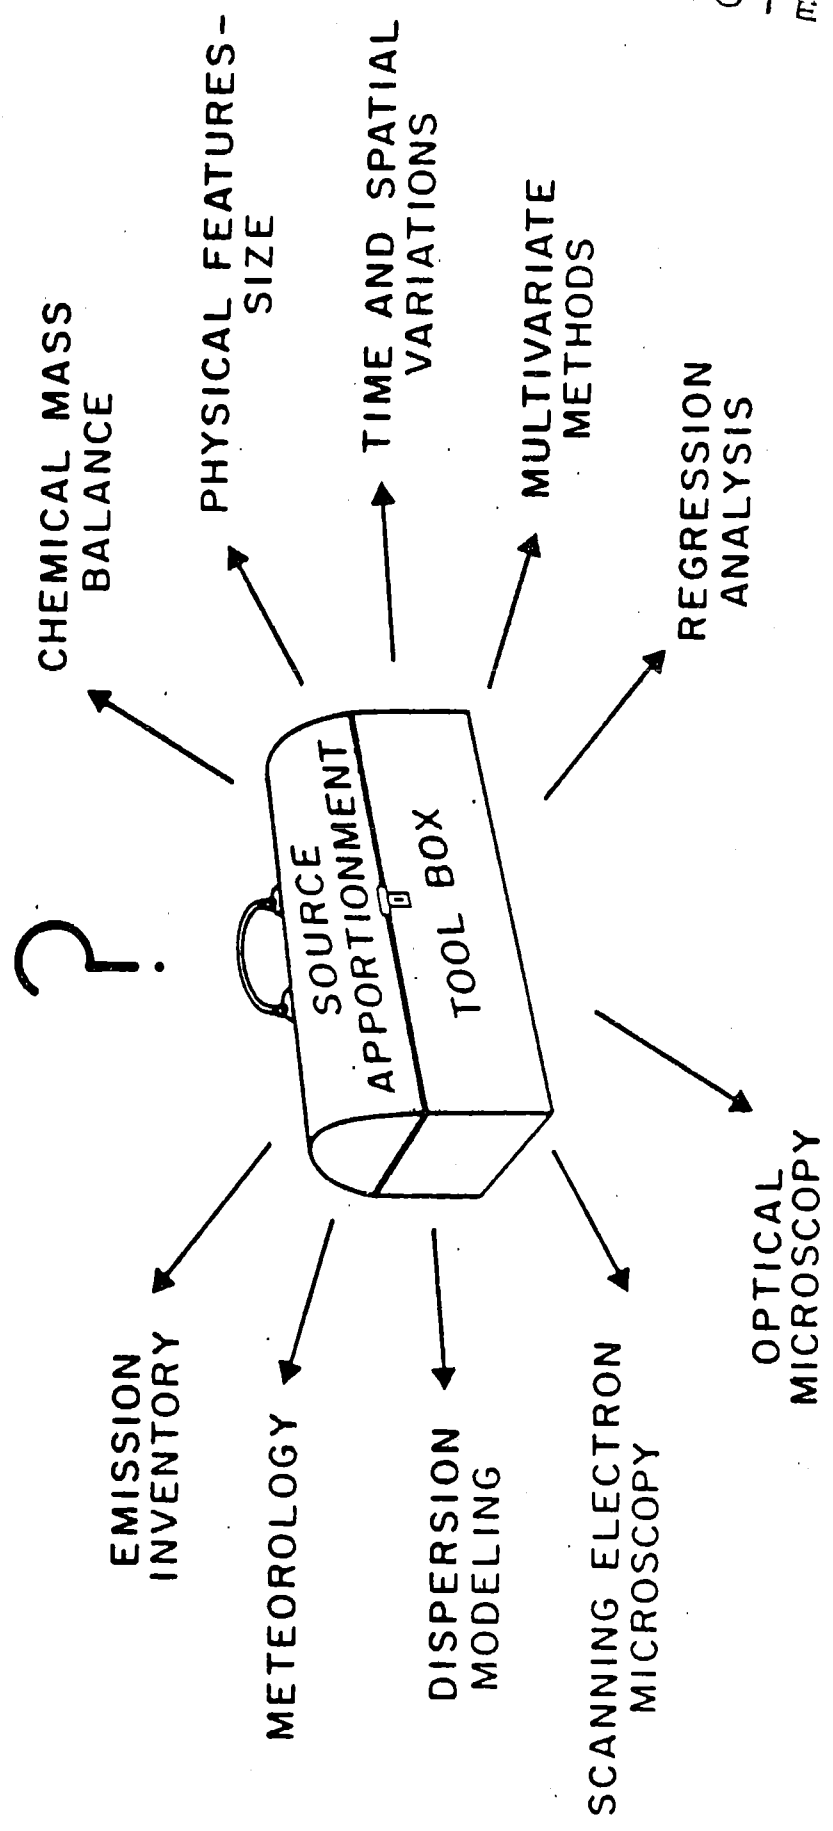 ?
EMISSION
INVENTORY
METEOROLOGY
DISPERSION
MODELING
SCANNING ELECTRON
MICROSCOPY
OPTICAL
MICROSCOPY
SOURCE
APPORTIONMENT
TOOL BOX
CHEMICAL MASS
BALANCE
PHYSICAL FEATURES-
SIZE
TIME AND SPATIAL
VARIATIONS
MULTIVARIATE
METHODS
REGRESSION
ANALYSIS